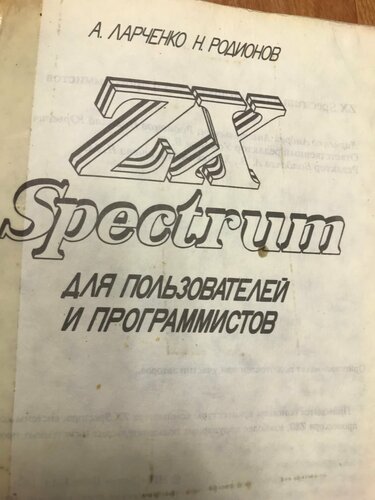 А. ЛАРЧЕНКО Н. РОДИОНОВ
ZX
Spectrum
ДЛЯ ПОЛЬЗОВАТЕЛЕЙ
И ПРОГРАММИСТОВ